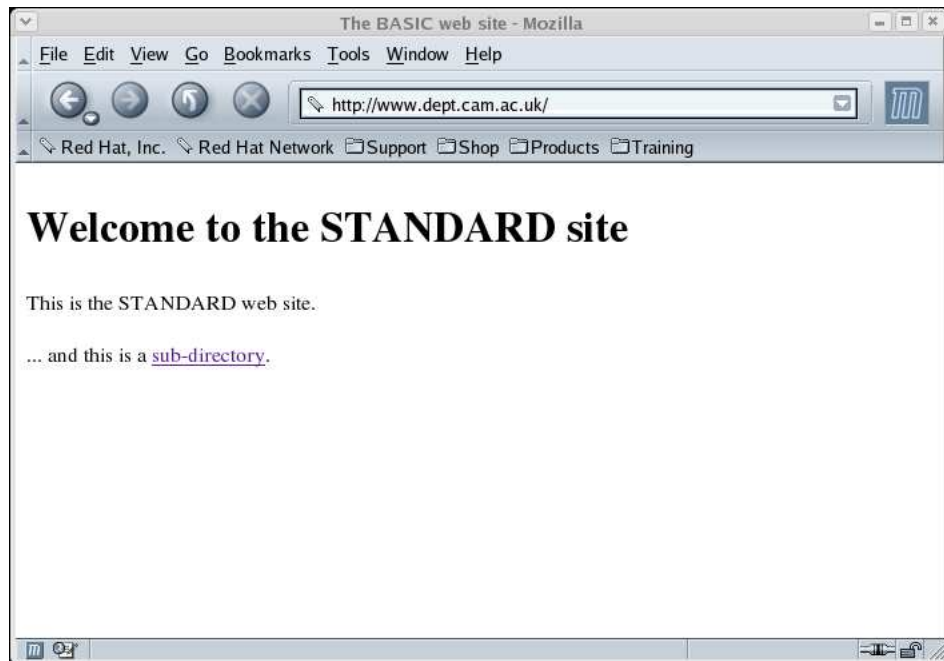 The BASIC web site - Mozilla
File Edit View Go Bookmarks Tools Window Help
http://www.dept.cam.ac.uk/
Red Hat, Inc. Red Hat Network Support Shop Products Training
Welcome to the STANDARD site
This is the STANDARD web site.
... and this is a sub-directory.